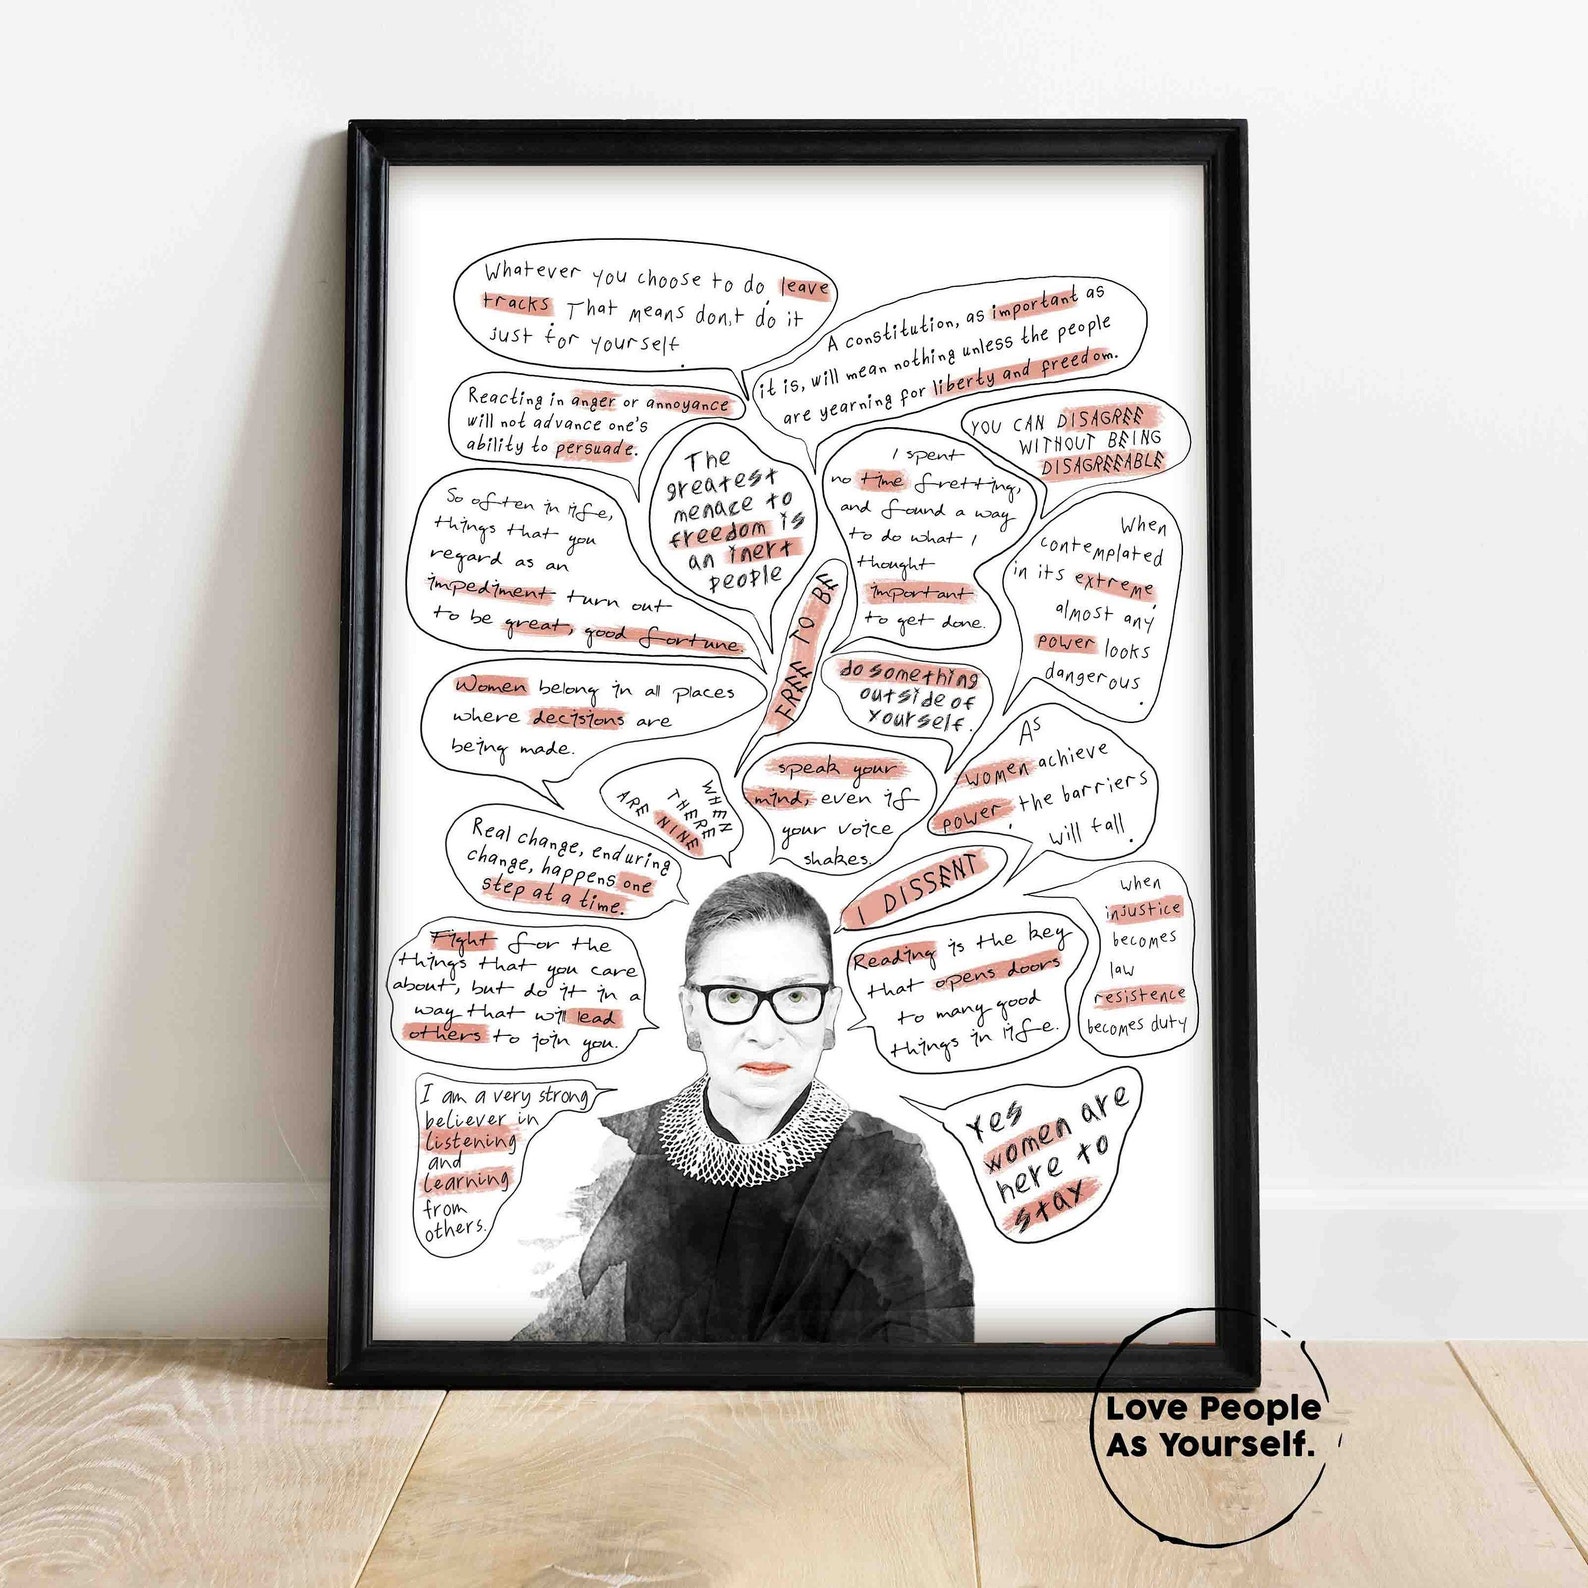 Whatever you choose to do leave
tracks. That means don,t do it
just for yourself.
A constitution, as important as
it is, will mean nothing unless the people
are yearning for liberty and freedom.
Reacting in anger or annoyance
will not advance one's
ability to persuade.
YOU CAN DISAGREE
WITHOUT BEING
DISAGREEABLE
The
greatest
menace to
freedom is
an inert
people
I spent
no time fretting,
and found a way
to do what I
thought
important
to get done.
So often in life,
things that you
regard as an
impediment turn out
to be great, good fortune.
When
contemplated
in its extreme,
almost any
power looks
dangerous.
FREE TO BE
do something
outside of
yourself.
Women belong in all places
where decisions are
being made.
As
women achieve
power, the barriers
will fall.
WHEN
THERE
ARE NINE
speak your
mind, even if
your voice
shakes.
Real change, enduring
change, happens one
step at a time.
I DISSENT
when
injustice
becomes
law
resistence
becomes duty
Fight for the
things that you care
about, but do it in a
way that will lead
others to join you.
Reading is the key
that opens doors
to many good
things in life.
I am a very strong
believer in
listening
and
learning
from
others.
Yes
women are
here to
stay
Love People
As Yourself.